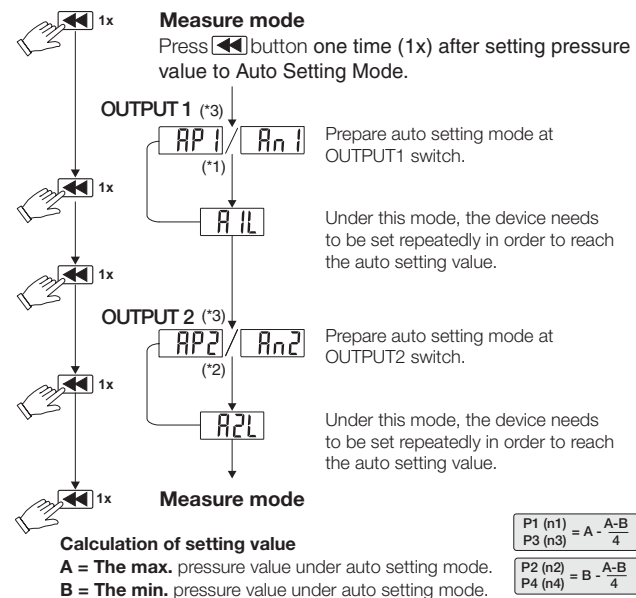 1x Measure mode
Press ◀◀ button one time (1x) after setting pressure
value to Auto Setting Mode.
OUTPUT 1 (*3)
AP1 / An1
(*1)
Prepare auto setting mode at
OUTPUT1 switch.
1x
A1L
Under this mode, the device needs
to be set repeatedly in order to reach
the auto setting value.
1x
OUTPUT 2 (*3)
AP2 / An2
(*2)
Prepare auto setting mode at
OUTPUT2 switch.
1x
A2L
Under this mode, the device needs
to be set repeatedly in order to reach
the auto setting value.
1x Measure mode
Calculation of setting value
A = The max. pressure value under auto setting mode.
B = The min. pressure value under auto setting mode.
P1 (n1)
P3 (n3) = A - A-B
4
P2 (n2)
P4 (n4) = B - A-B
4